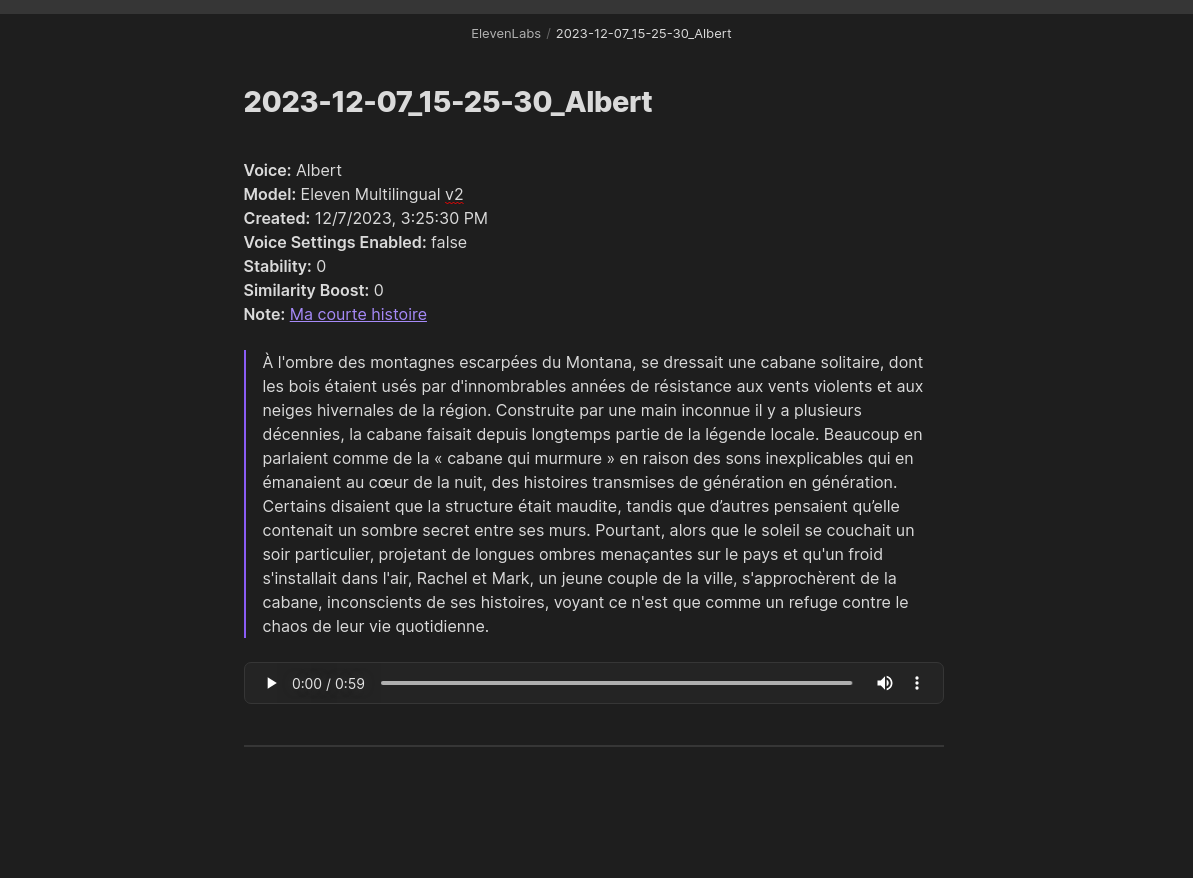 ElevenLabs / 2023-12-07_15-25-30_Albert
2023-12-07_15-25-30_Albert
Voice: Albert
Model: Eleven Multilingual v2
Created: 12/7/2023, 3:25:30 PM
Voice Settings Enabled: false
Stability: 0
Similarity Boost: 0
Note: Ma courte histoire
À l'ombre des montagnes escarpées du Montana, se dressait une cabane solitaire, dont
les bois étaient usés par d'innombrables années de résistance aux vents violents et aux
neiges hivernales de la région. Construite par une main inconnue il y a plusieurs
décennies, la cabane faisait depuis longtemps partie de la légende locale. Beaucoup en
parlaient comme de la « cabane qui murmure » en raison des sons inexplicables qui en
émanaient au cœur de la nuit, des histoires transmises de génération en génération.
Certains disaient que la structure était maudite, tandis que d’autres pensaient qu’elle
contenait un sombre secret entre ses murs. Pourtant, alors que le soleil se couchait un
soir particulier, projetant de longues ombres menaçantes sur le pays et qu'un froid
s'installait dans l'air, Rachel et Mark, un jeune couple de la ville, s'approchèrent de la
cabane, inconscients de ses histoires, voyant ce n'est que comme un refuge contre le
chaos de leur vie quotidienne.
0:00 / 0:59